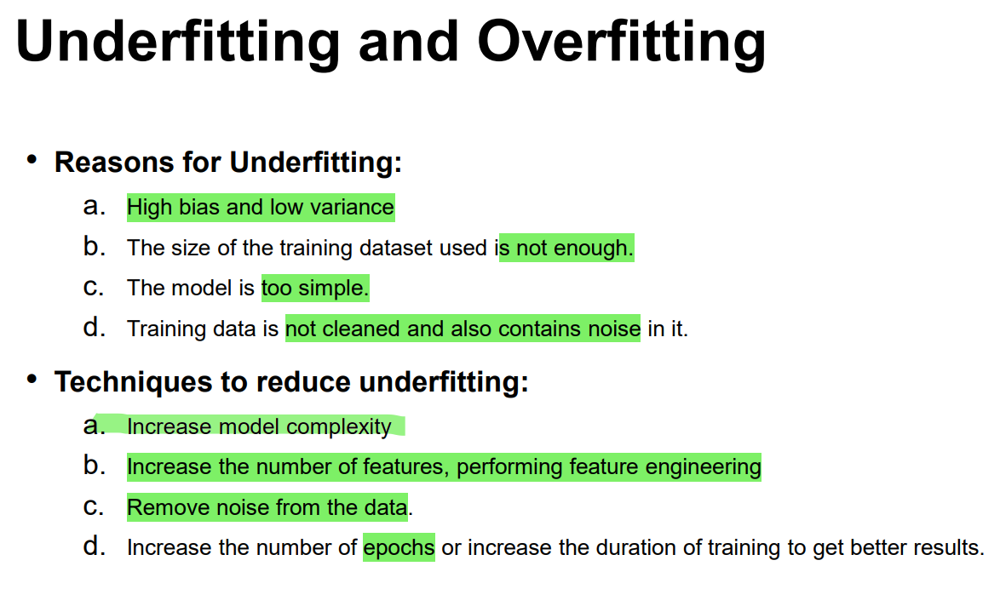 Underfitting and Overfitting
• Reasons for Underfitting:
a. High bias and low variance
b. The size of the training dataset used is not enough.
c. The model is too simple.
d. Training data is not cleaned and also contains noise in it.
• Techniques to reduce underfitting:
a. Increase model complexity
b. Increase the number of features, performing feature engineering
c. Remove noise from the data.
d. Increase the number of epochs or increase the duration of training to get better results.